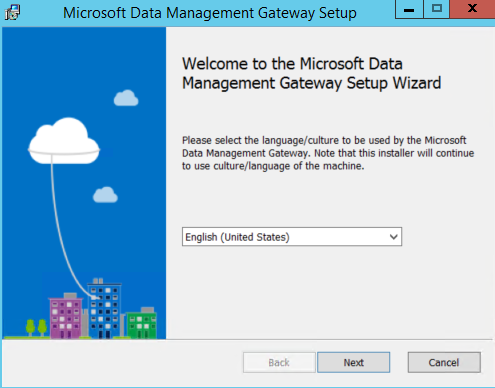 Microsoft Data Management Gateway Setup
Welcome to the Microsoft Data
Management Gateway Setup Wizard
Please select the language/culture to be used by the Microsoft
Data Management Gateway. Note that this installer will continue
to use culture/language of the machine.
English (United States)
Back
Next
Cancel